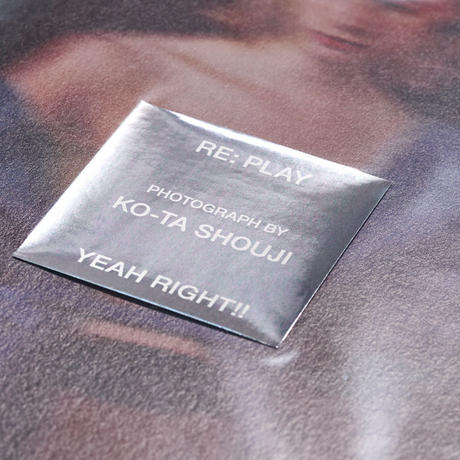 RE: PLAY
PHOTOGRAPH BY
KO-TA SHOUJI
YEAH RIGHT!!